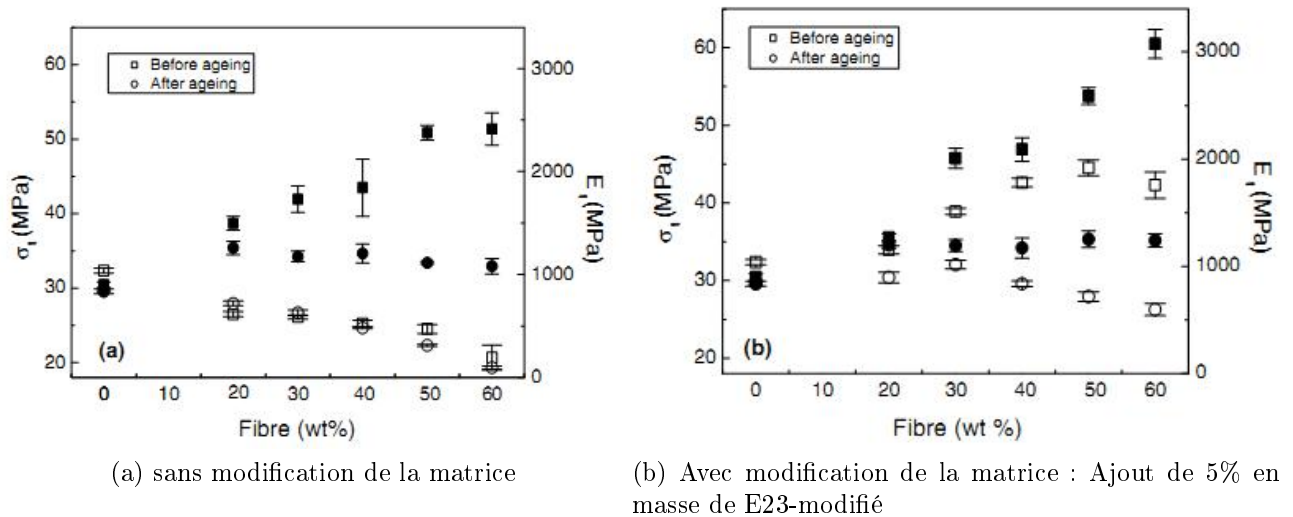 60
50
40
30
20
σt (MPa)
Before ageing
After ageing
3000
2000
1000
0
Et (MPa)
(a)
0 10 20 30 40 50 60
Fibre (wt%)
(a) sans modification de la matrice
60
50
40
30
20
σt (MPa)
Before ageing
After ageing
3000
2000
1000
0
Et (MPa)
(b)
0 10 20 30 40 50 60
Fibre (wt %)
(b) Avec modification de la matrice : Ajout de 5% en
masse de E23-modifié